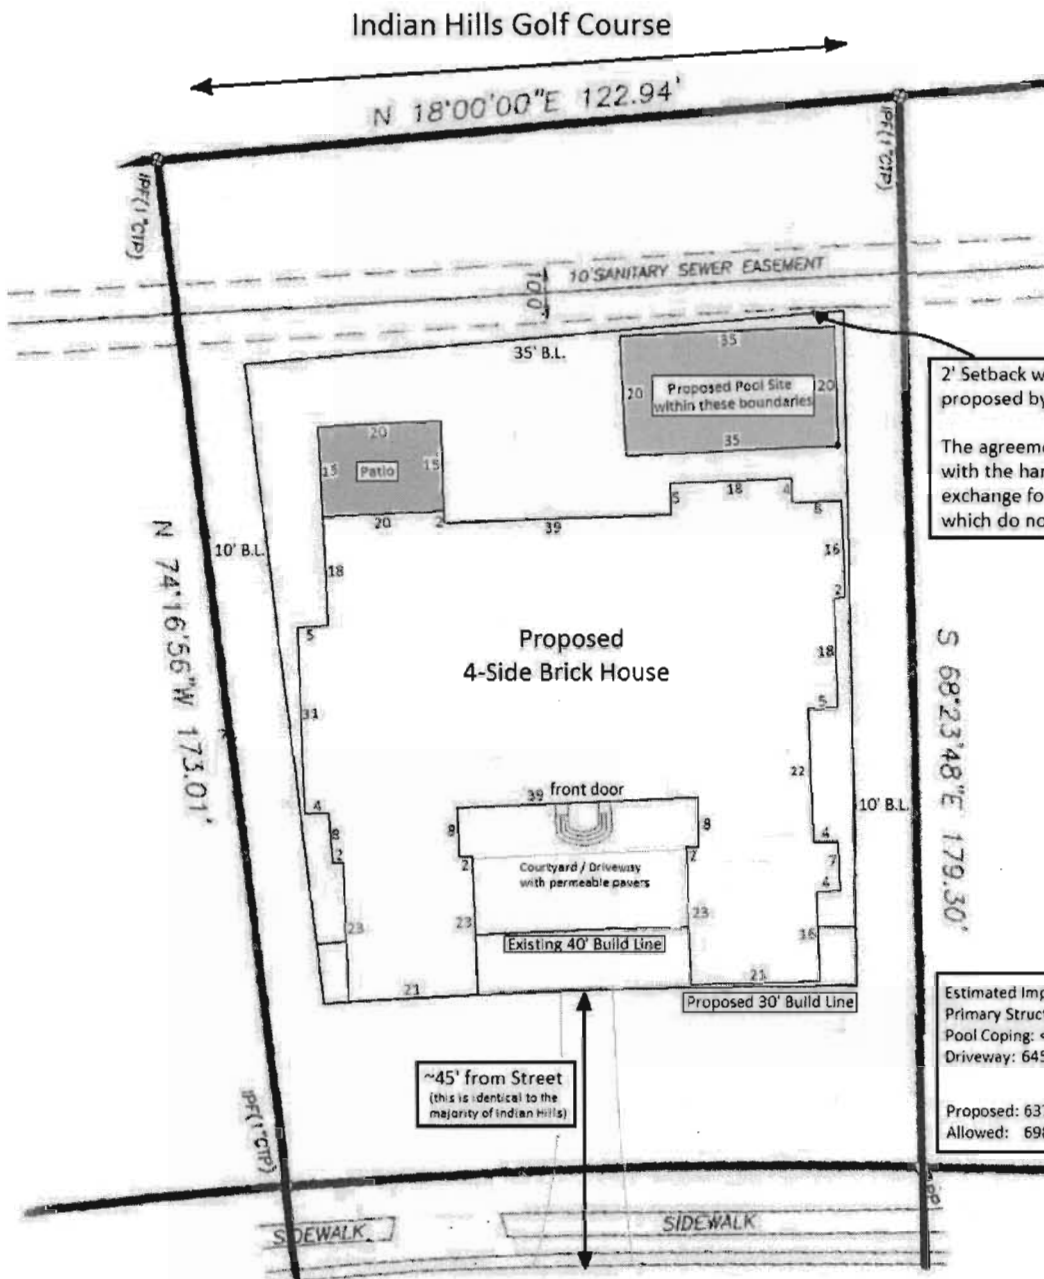 Indian Hills Golf Course
N 18°00'00"E 122.94'
IPF(1"CTP)
IPF(1"CTP)
10' SANITARY SEWER EASEMENT
10.0'
35' B.L.
35
20
Proposed Pool Site
within these boundaries
20
35
2' Setback w
proposed by
The agreeme
with the har
exchange fo
which do no
20
15
Patio
15
20
2
39
5
18
4
8
10' B.L.
18
16
2
5
N 74°16'56"W 173.01'
Proposed
4-Side Brick House
18
S 68°23'48"E 179.30'
31
5
22
39
front door
10' B.L.
4
8
2
8
8
4
7
4
2
2
Courtyard / Driveway
with permeable pavers
23
23
23
16
Existing 40' Build Line
21
21
Proposed 30' Build Line
Estimated Imp
Primary Struct
Pool Coping: <
Driveway: 645
Proposed: 637
Allowed: 698
~45' from Street
(this is identical to the
majority of Indian Hills)
IPF(1"CTP)
SIDEWALK
SIDEWALK